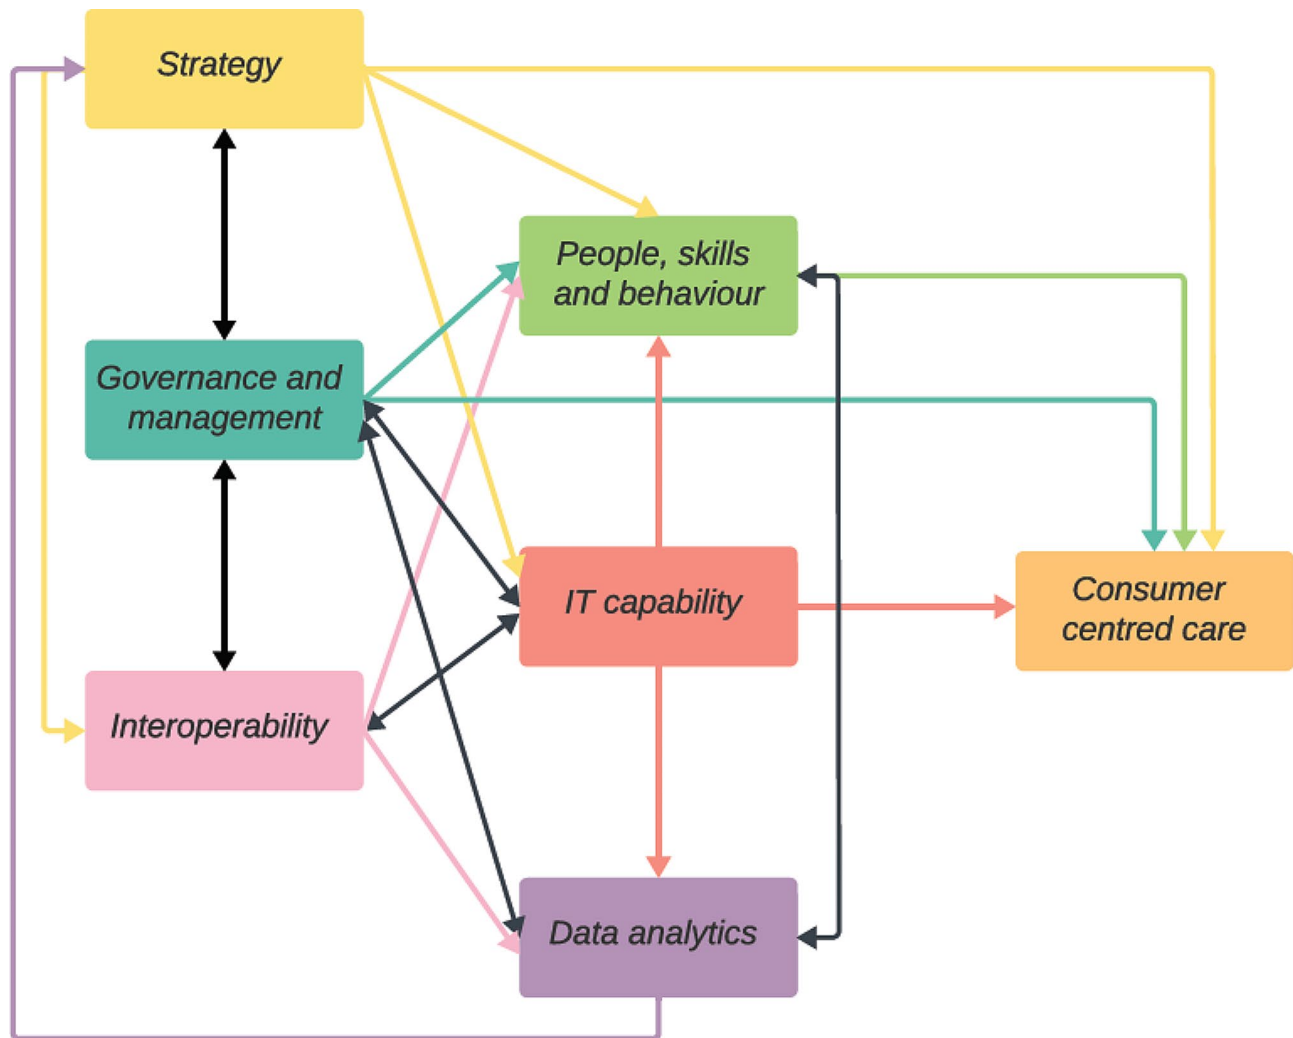 Strategy
People, skills
and behaviour
Governance and
management
IT capability
Consumer
centred care
Interoperability
Data analytics